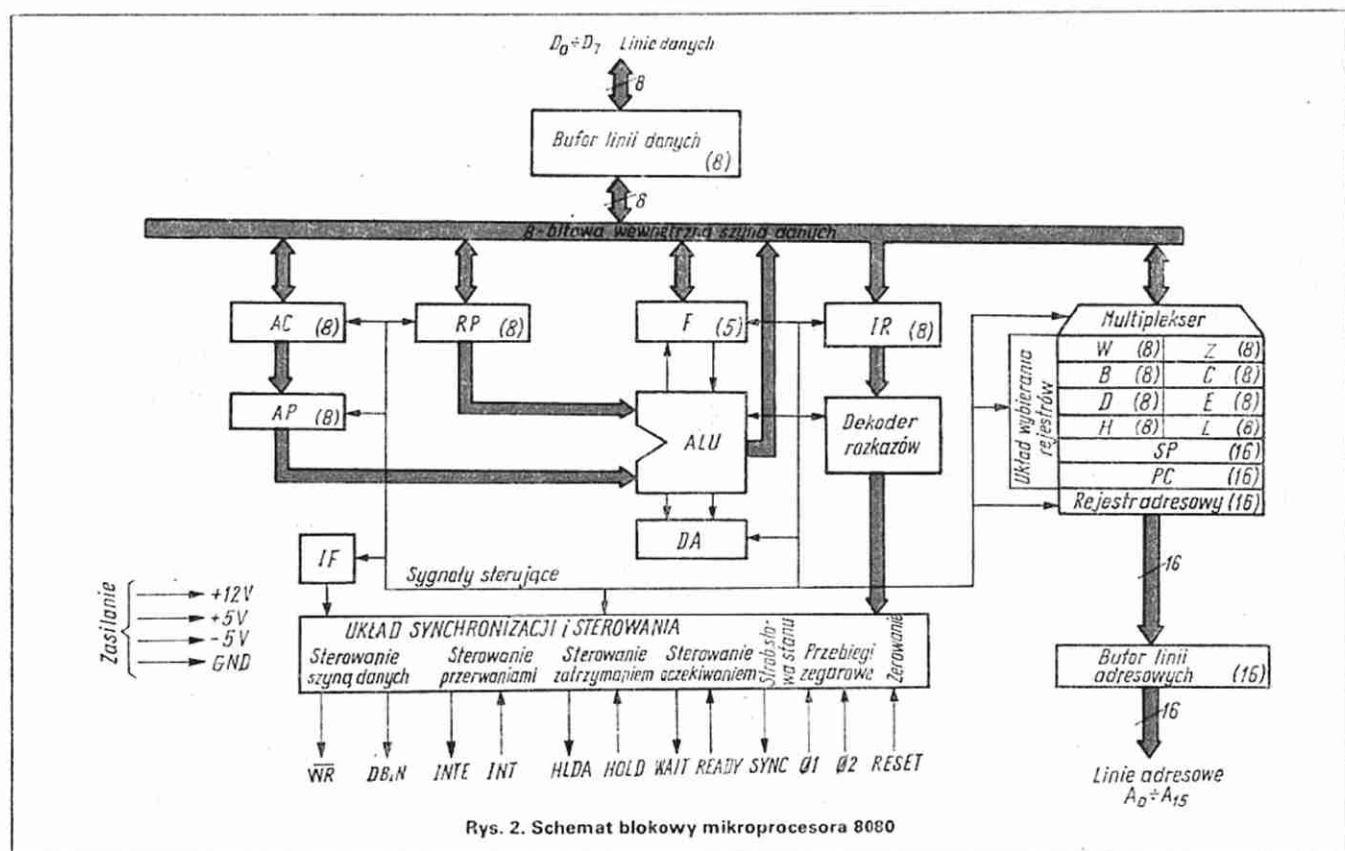 D₀÷D₇ Linie danych
8
Bufor linii danych
(8)
8
8-bitowa wewnętrzna szyna danych
AC (8)
RP (8)
F (5)
IR (8)
Multiplekser
Układ wybierania rejestrów
W (8) Z (8)
B (8) C (8)
D (8) E (8)
H (8) L (8)
SP (16)
PC (16)
Rejestr adresowy (16)
AP (8)
ALU
Dekoder
rozkazów
DA
IF
Sygnały sterujące
16
Zasilanie
+12V
+5V
-5V
GND
UKŁAD SYNCHRONIZACJI i STEROWANIA
Sterowanie
szyną danych
Sterowanie
przerwaniami
Sterowanie
zatrzymaniem
Sterowanie
oczekiwaniem
Strob sło-
wa stanu
Przebiegi
zegarowe
Zerowanie
Bufor linii
adresowych (16)
16
W̅R̅ DBIN INTE INT HLDA HOLD WAIT READY SYNC Ø1 Ø2 RESET
Linie adresowe
A₀÷A₁₅
Rys. 2. Schemat blokowy mikroprocesora 8080